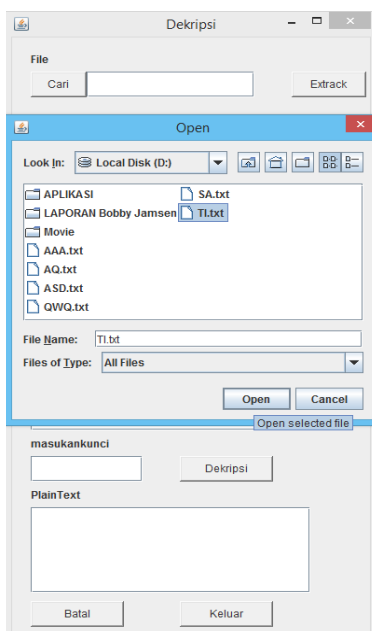 Dekripsi
File
Cari Extrack
Open
Look In: Local Disk (D:)
APLIKASI SA.txt
LAPORAN Bobby Jamsen TI.txt
Movie
AAA.txt
AQ.txt
ASD.txt
QWQ.txt
File Name: TI.txt
Files of Type: All Files
Open Cancel
Open selected file
masukankunci
Dekripsi
PlainText
Batal Keluar